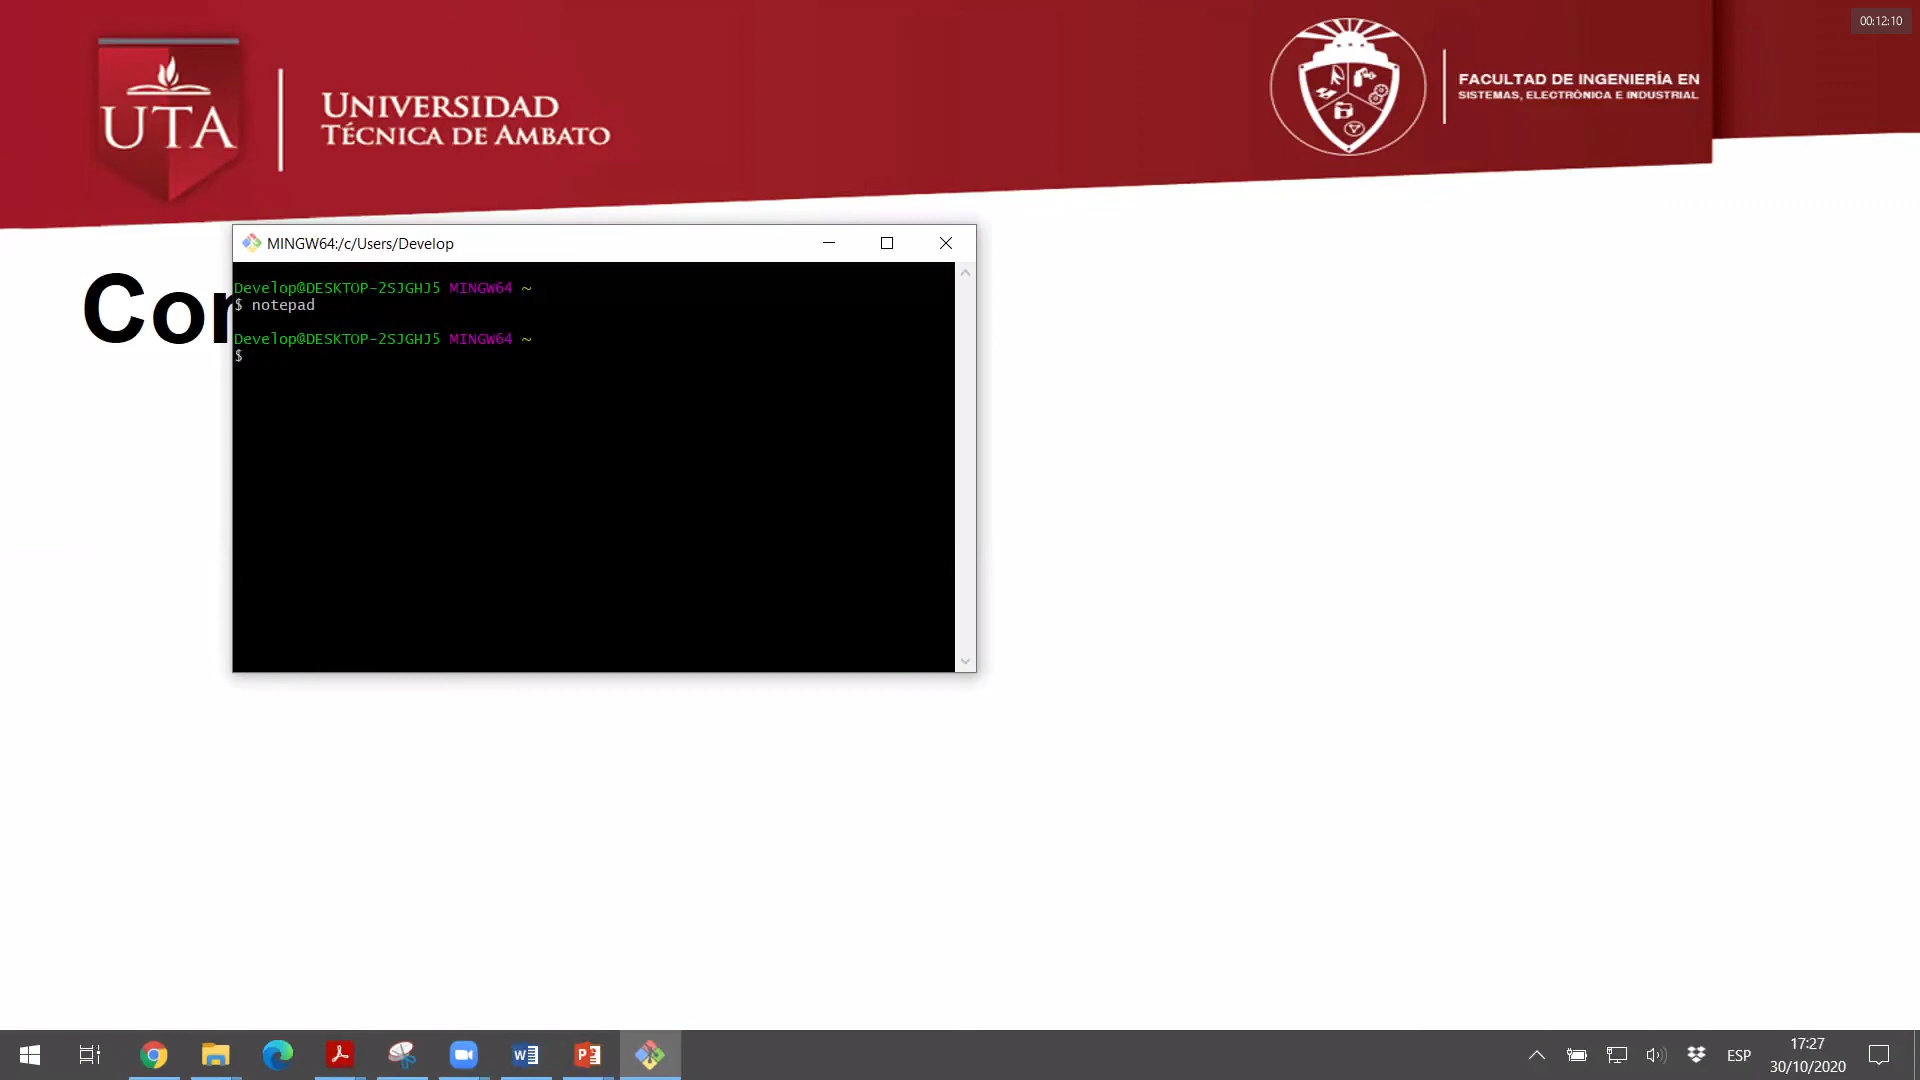 00:12:10
UTA
UNIVERSIDAD
TÉCNICA DE AMBATO
FACULTAD DE INGENIERÍA EN
SISTEMAS, ELECTRÓNICA E INDUSTRIAL
MINGW64:/c/Users/Develop
Develop@DESKTOP-2SJGHJ5 MINGW64 ~
$ notepad
Develop@DESKTOP-2SJGHJ5 MINGW64 ~
$
ESP
17:27
30/10/2020